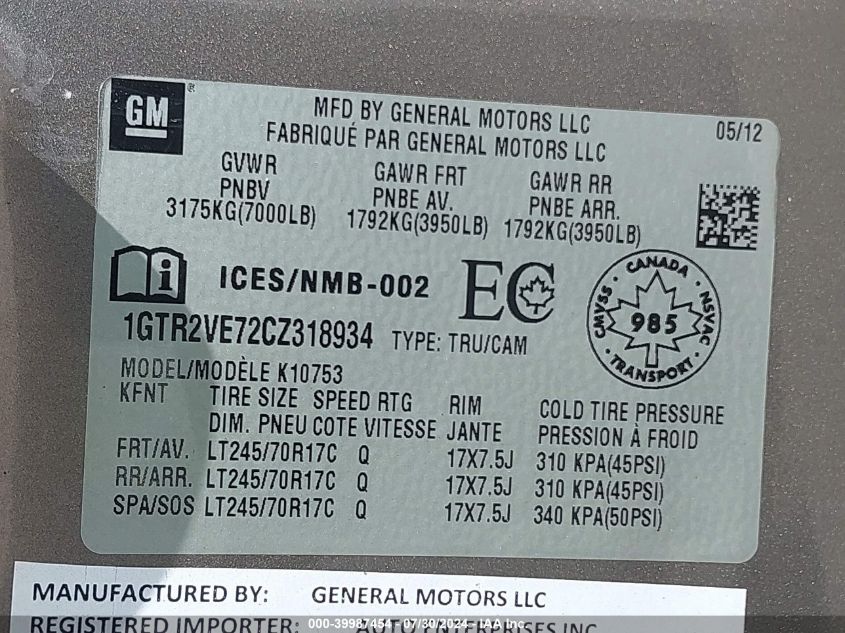 GM
MFD BY GENERAL MOTORS LLC
FABRIQUÉ PAR GENERAL MOTORS LLC
05/12
GVWR GAWR FRT GAWR RR
PNBV PNBE AV. PNBE ARR.
3175KG(7000LB) 1792KG(3950LB) 1792KG(3950LB)
i ICES/NMB-002 EC
CANADA
CMVSS 985 NSVAC
TRANSPORT
1GTR2VE72CZ318934 TYPE: TRU/CAM
MODEL/MODÈLE K10753
KFNT TIRE SIZE SPEED RTG RIM COLD TIRE PRESSURE
DIM. PNEU COTE VITESSE JANTE PRESSION À FROID
FRT/AV. LT245/70R17C Q 17X7.5J 310 KPA(45PSI)
RR/ARR. LT245/70R17C Q 17X7.5J 310 KPA(45PSI)
SPA/SOS LT245/70R17C Q 17X7.5J 340 KPA(50PSI)
MANUFACTURED BY: GENERAL MOTORS LLC
REGISTERED IMPORTER: AUTO ENTERPRISES INC
000-39987454 - 07/30/2024 - IAA Inc.